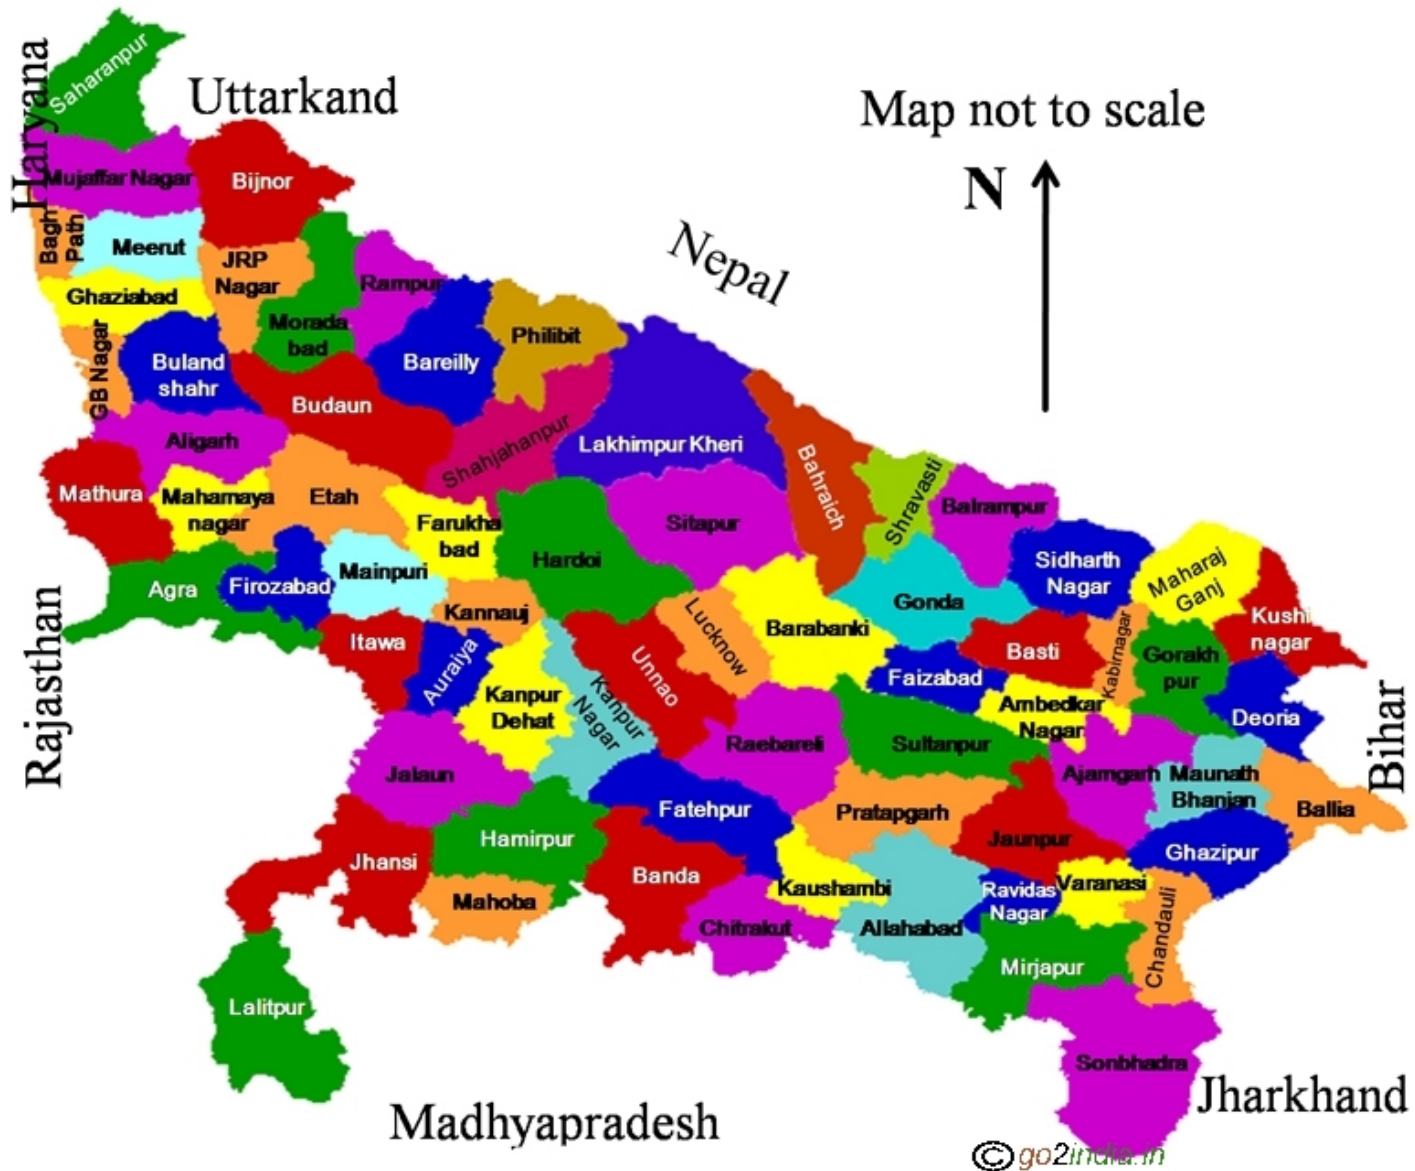 Saharanpur
Haryana
Uttarkand
Map not to scale
N
Mujaffar Nagar
Bijnor
Bagh
Path
Meerut
JRP
Nagar
Nepal
Ghaziabad
Rampur
Morada
bad
Philibit
GB Nagar
Buland
shahr
Bareilly
Budaun
Aligarh
Shahjahanpur
Lakhimpur Kheri
Bahraich
Shravasti
Balrampur
Mathura
Mahamaya
nagar
Etah
Farukha
bad
Sitapur
Hardoi
Sidharth
Nagar
Maharaj
Ganj
Agra
Firozabad
Mainpuri
Kannauj
Lucknow
Barabanki
Gonda
Kushi
nagar
Rajasthan
Itawa
Auraiya
Kanpur
Dehat
Kanpur
Nagar
Unnao
Faizabad
Basti
Kabirnagar
Gorakh
pur
Ambedkar
Nagar
Deoria
Bihar
Jalaun
Raebareli
Sultanpur
Ajamgarh
Maunath
Bhanjan
Ballia
Fatehpur
Pratapgarh
Hamirpur
Jaunpur
Ghazipur
Jhansi
Banda
Kaushambi
Ravidas
Nagar
Varanasi
Mahoba
Chitrakut
Allahabad
Chandauli
Mirjapur
Lalitpur
Sonbhadra
Jharkhand
Madhyapradesh
© go2india.in